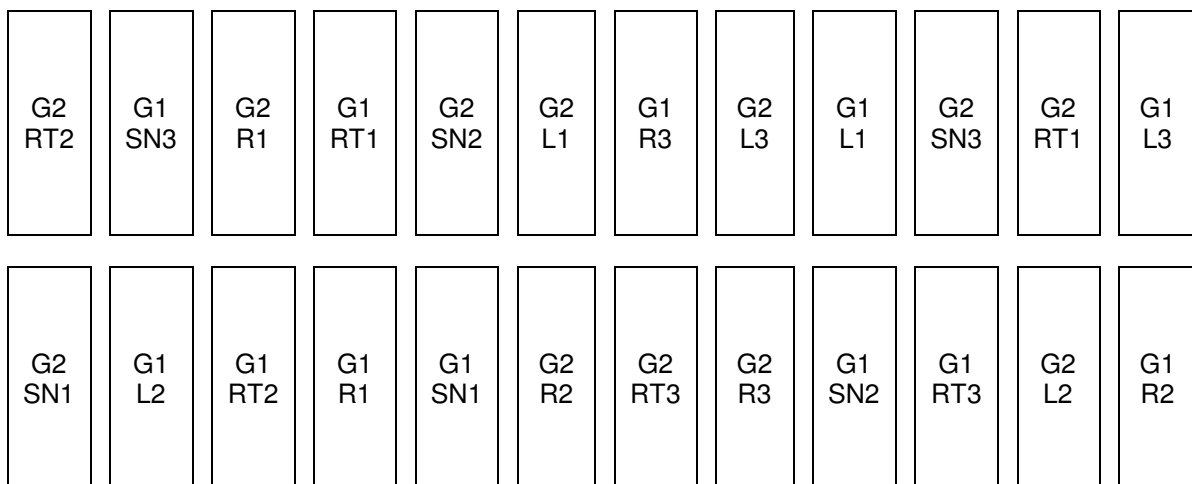 G2 G1 G2 G1 G2 G2 G1 G2 G1 G2 G2 G1
RT2 SN3 R1 RT1 SN2 L1 R3 L3 L1 SN3 RT1 L3
G2 G1 G1 G1 G1 G2 G2 G2 G1 G1 G2 G1
SN1 L2 RT2 R1 SN1 R2 RT3 R3 SN2 RT3 L2 R2